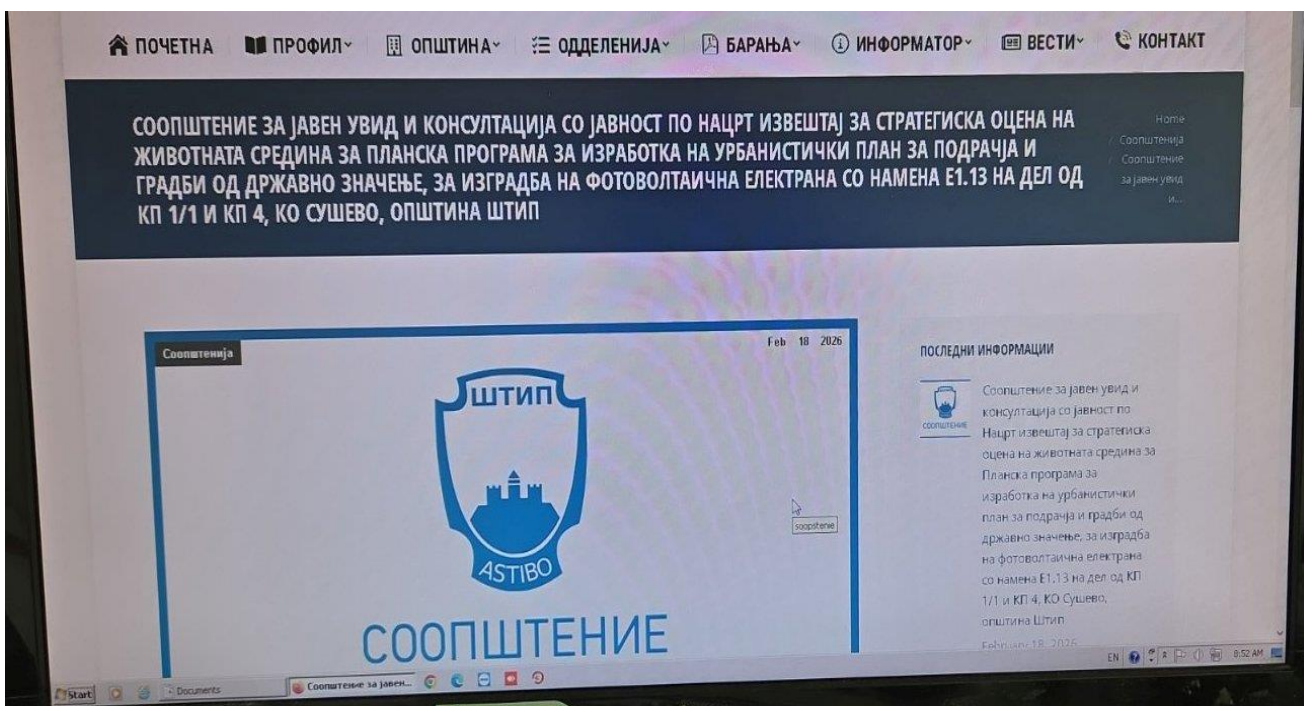 ПОЧЕТНА ПРОФИЛ ОПШТИНА ОДДЕЛЕНИЈА БАРАЊА ИНФОРМАТОР ВЕСТИ КОНТАКТ
СООПШТЕНИЕ ЗА ЈАВЕН УВИД И КОНСУЛТАЦИЈА СО ЈАВНОСТ ПО НАЦРТ ИЗВЕШТАЈ ЗА СТРАТЕГИСКА ОЦЕНА НА
ЖИВОТНАТА СРЕДИНА ЗА ПЛАНСКА ПРОГРАМА ЗА ИЗРАБОТКА НА УРБАНИСТИЧКИ ПЛАН ЗА ПОДРАЧЈА И
ГРАДБИ ОД ДРЖАВНО ЗНАЧЕЊЕ, ЗА ИЗГРАДБА НА ФОТОВОЛТАИЧНА ЕЛЕКТРАНА СО НАМЕНА Е1.13 НА ДЕЛ ОД
КП 1/1 И КП 4, КО СУШЕВО, ОПШТИНА ШТИП
Home
/ Соопштенија
/ Соопштение
за јавен увид
и...
Соопштенија
Feb 18 2026
ШТИП
ASTIBO
СООПШТЕНИЕ
soopstenie
ПОСЛЕДНИ ИНФОРМАЦИИ
СООПШТЕНИЕ
Соопштение за јавен увид и
консултација со јавност по
Нацрт извештај за стратегиска
оцена на животната средина за
Планска програма за
изработка на урбанистички
план за подрачја и градби од
државно значење, за изградба
на фотоволтаична електрана
со намена Е1.13 на дел од КП
1/1 и КП 4, КО Сушево,
општина Штип
February 18, 2026
Start Documents Соопштение за јавен... EN 8:52 AM